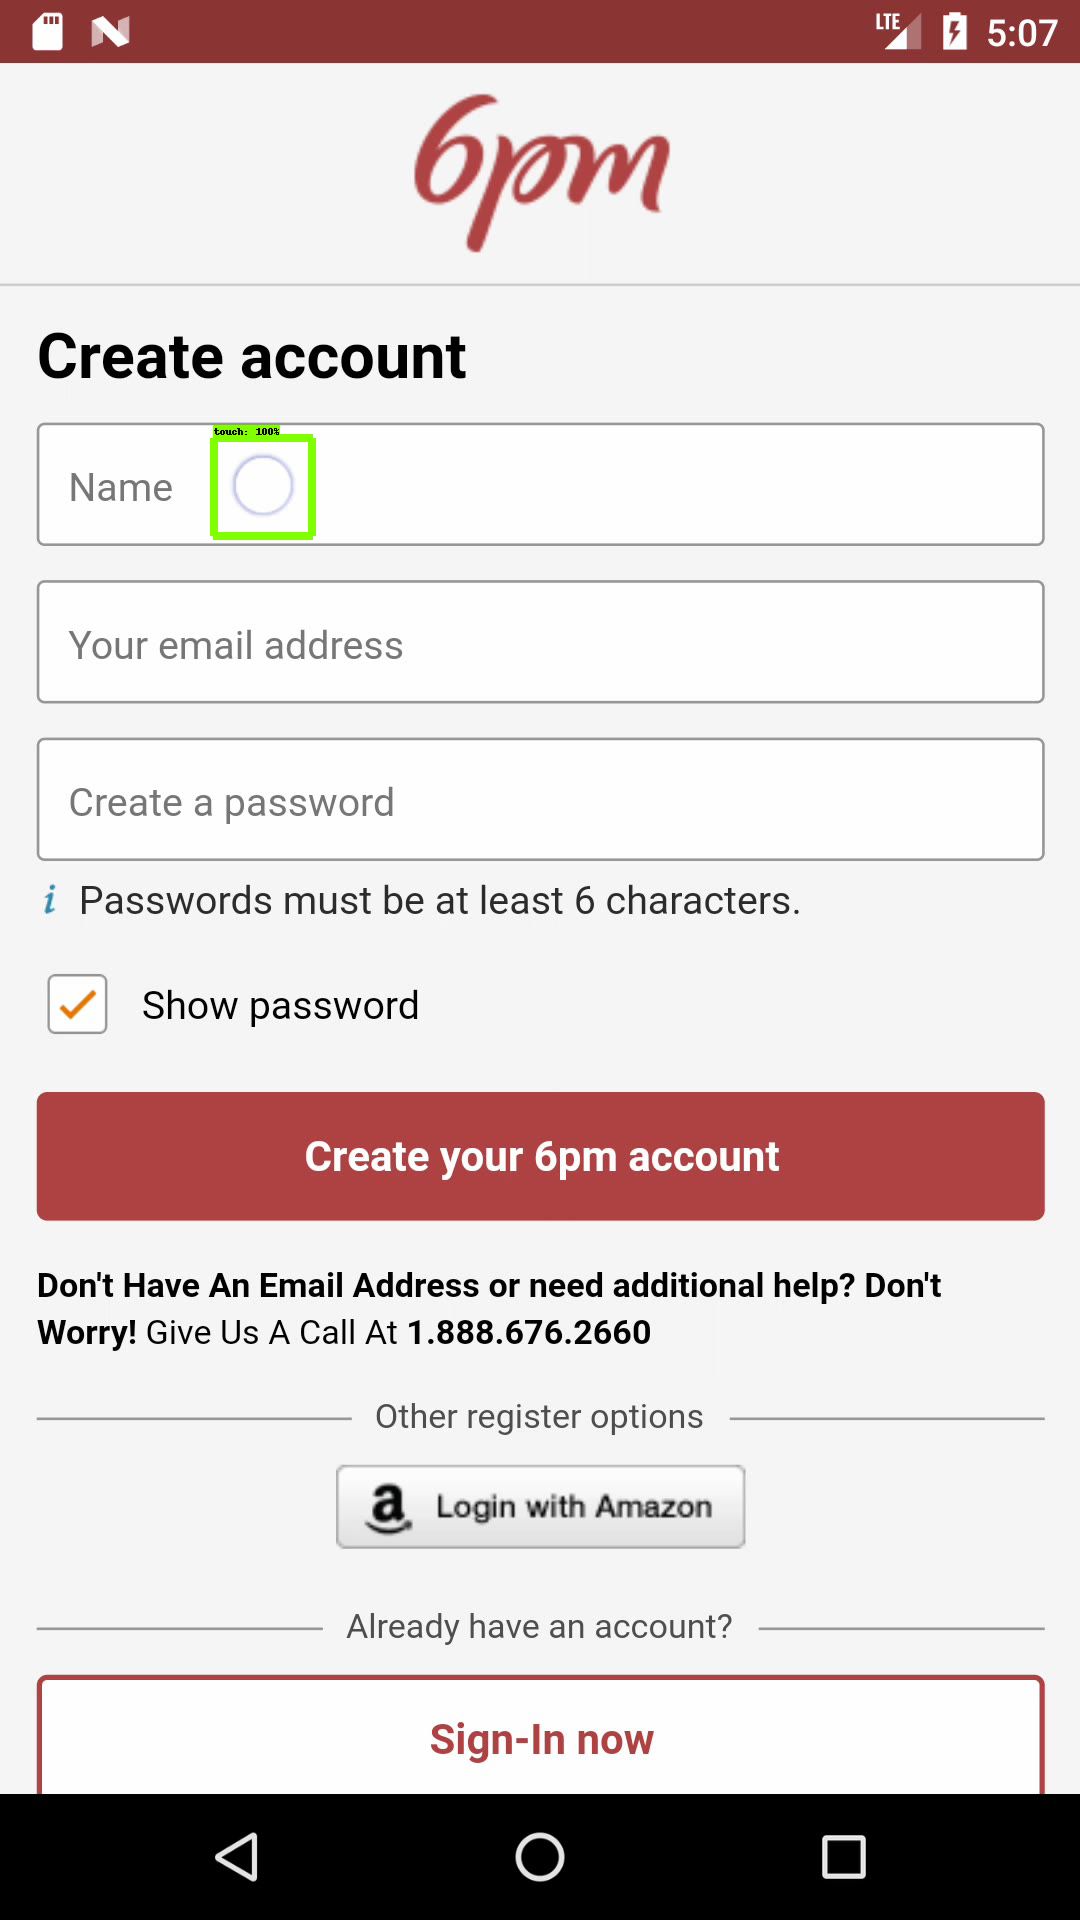 LTE 5:07
6pm
Create account
touch: 100%
Name
Your email address
Create a password
i Passwords must be at least 6 characters.
Show password
Create your 6pm account
Don't Have An Email Address or need additional help? Don't
Worry! Give Us A Call At 1.888.676.2660
Other register options
a Login with Amazon
Already have an account?
Sign-In now